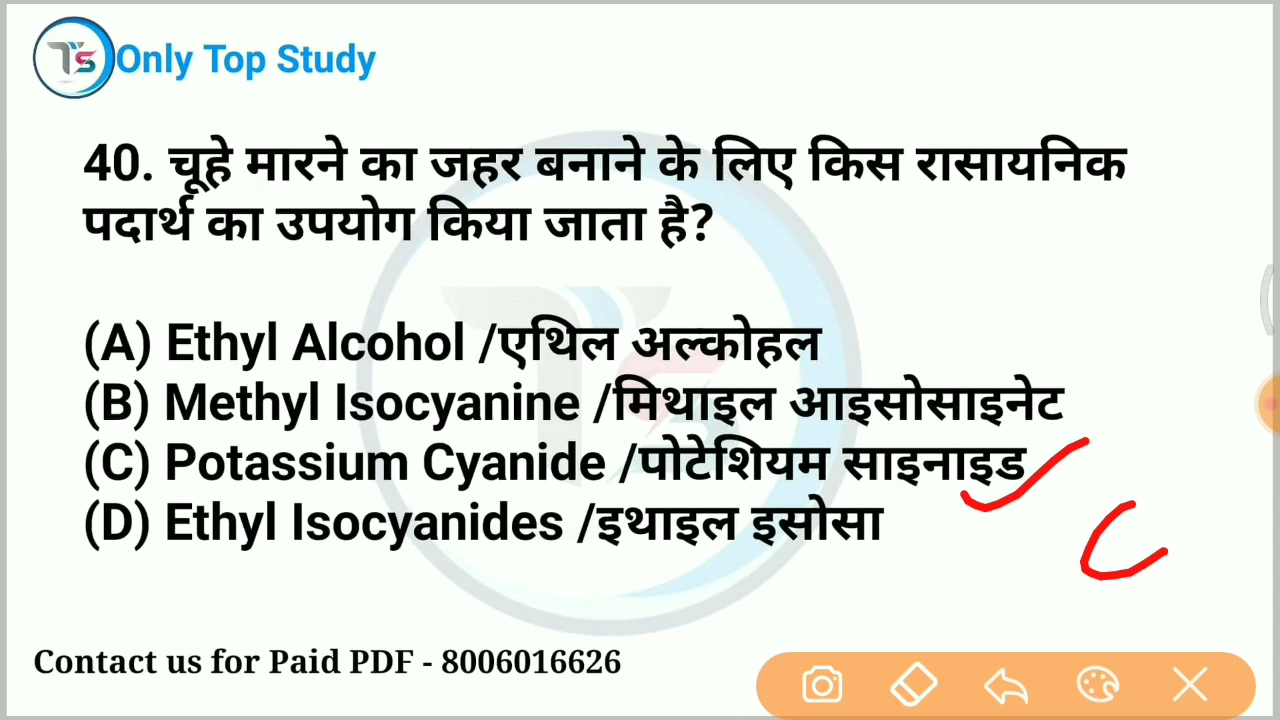 TS Only Top Study
40. चूहे मारने का जहर बनाने के लिए किस रासायनिक
पदार्थ का उपयोग किया जाता है?
(A) Ethyl Alcohol /एथिल अल्कोहल
(B) Methyl Isocyanine /मिथाइल आइसोसाइनेट
(C) Potassium Cyanide /पोटेशियम साइनाइड
(D) Ethyl Isocyanides /इथाइल इसोसा
C
Contact us for Paid PDF - 8006016626